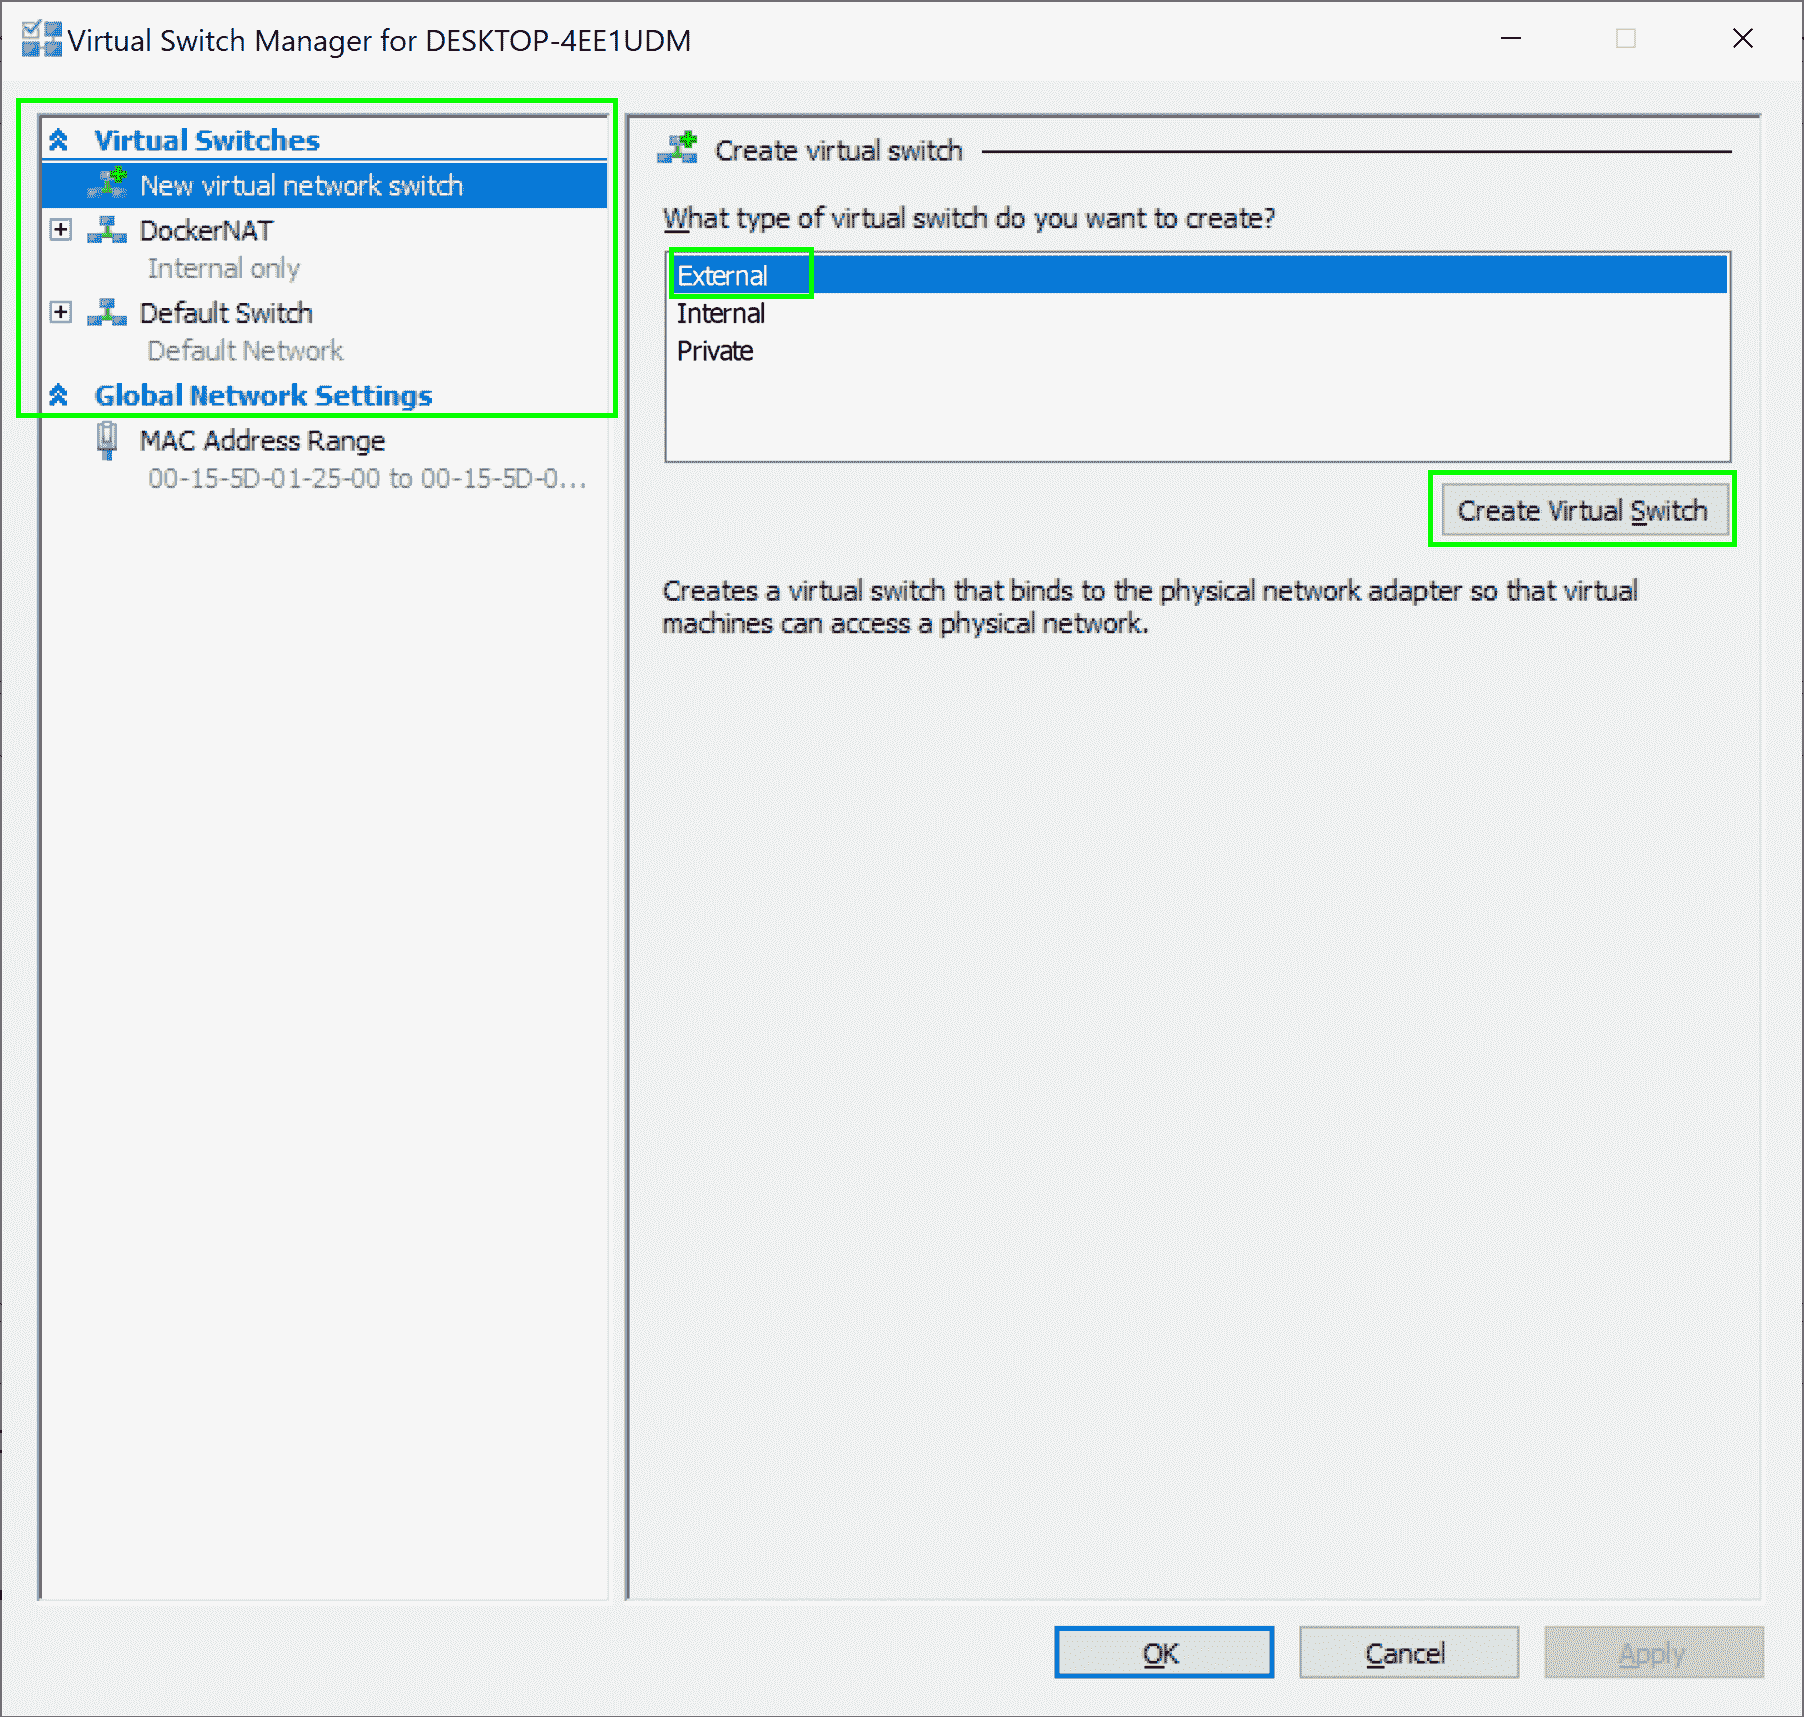 Virtual Switch Manager for DESKTOP-4EE1UDM
Virtual Switches
New virtual network switch
DockerNAT
Internal only
Default Switch
Default Network
Global Network Settings
MAC Address Range
00-15-5D-01-25-00 to 00-15-5D-0...
Create virtual switch
What type of virtual switch do you want to create?
External
Internal
Private
Create Virtual Switch
Creates a virtual switch that binds to the physical network adapter so that virtual
machines can access a physical network.
OK
Cancel
Apply